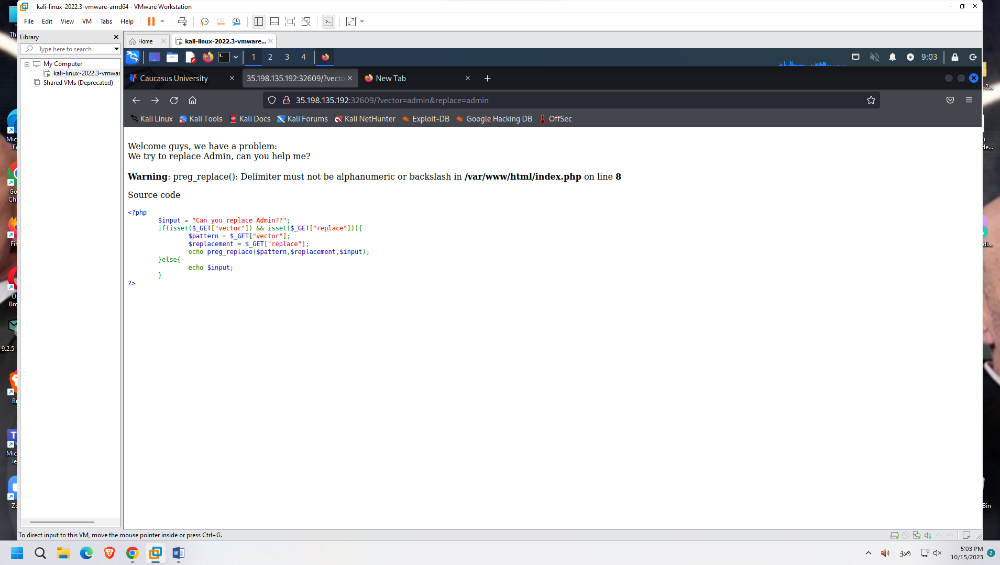 kali-linux-2022.3-vmware-amd64 - VMware Workstation
File Edit View VM Tabs Help
Library
Type here to search
My Computer
kali-linux-2022.3-vmwar
Shared VMs (Deprecated)
Home
kali-linux-2022.3-vmware...
1 2 3 4
9:03
Caucasus University
35.198.135.192:32609/?vecto
New Tab
35.198.135.192:32609/?vector=admin&replace=admin
Kali Linux Kali Tools Kali Docs Kali Forums Kali NetHunter Exploit-DB Google Hacking DB OffSec
Welcome guys, we have a problem:
We try to replace Admin, can you help me?
Warning: preg_replace(): Delimiter must not be alphanumeric or backslash in /var/www/html/index.php on line 8
Source code
<?php
$input = "Can you replace Admin??";
if(isset($_GET["vector"]) && isset($_GET["replace"])){
$pattern = $_GET["vector"];
$replacement = $_GET["replace"];
echo preg_replace($pattern,$replacement,$input);
}else{
echo $input;
}
?>
To direct input to this VM, move the mouse pointer inside or press Ctrl+G.
9.2.5-
Bin
ქარ
5:03 PM
10/15/2023
2